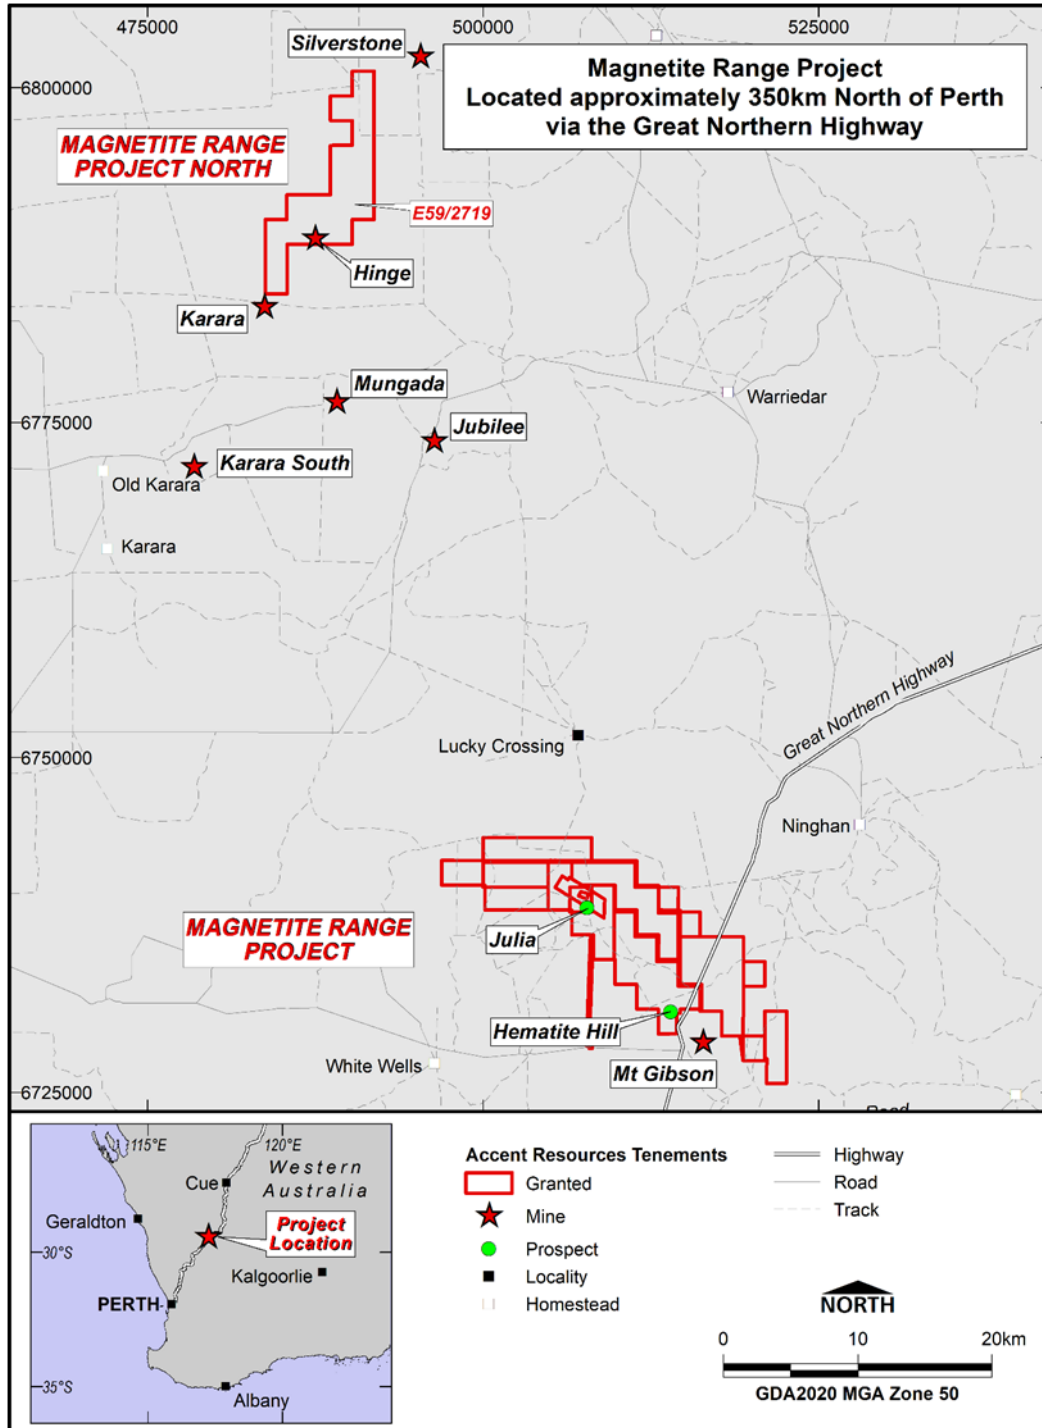 475000
500000
525000
Silverstone
6800000
Magnetite Range Project
Located approximately 350km North of Perth
via the Great Northern Highway
MAGNETITE RANGE
PROJECT NORTH
E59/2719
Hinge
Karara
Mungada
Warriedar
6775000
Jubilee
Karara South
Old Karara
Karara
Great Northern Highway
Lucky Crossing
6750000
Ninghan
MAGNETITE RANGE
PROJECT
Julia
Hematite Hill
White Wells
Mt Gibson
6725000
115°E
120°E
Western
Australia
Cue
Geraldton
Project
Location
30°S
Kalgoorlie
PERTH
35°S
Albany
Accent Resources Tenements
Granted
Mine
Prospect
Locality
Homestead
Highway
Road
Track
NORTH
0
10
20km
GDA2020 MGA Zone 50